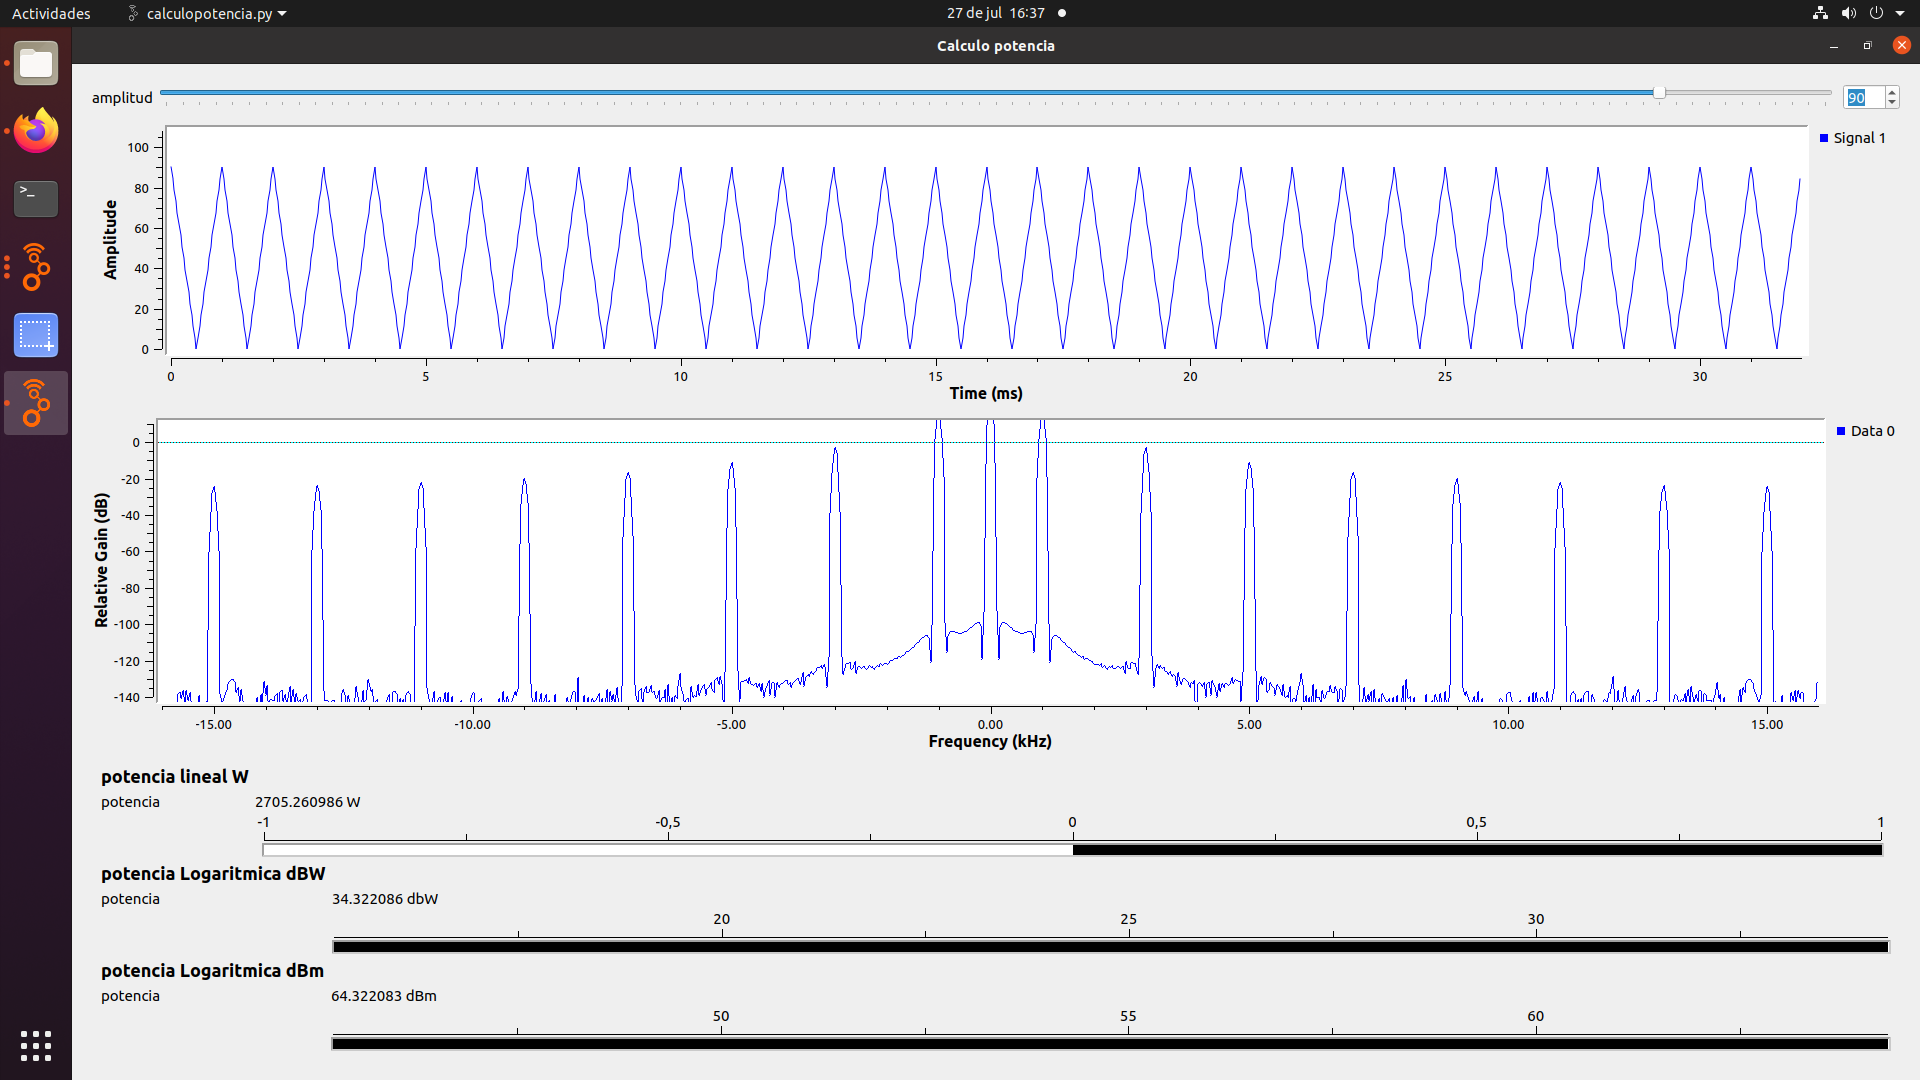 Actividades
calculopotencia.py
27 de jul 16:37
Calculo potencia
amplitud
90
Signal 1
100
80
60
40
20
0
Amplitude
0 5 10 15 20 25 30
Time (ms)
Data 0
0
-20
-40
-60
-80
-100
-120
-140
Relative Gain (dB)
-15.00 -10.00 -5.00 0.00 5.00 10.00 15.00
Frequency (kHz)
potencia lineal W
potencia 2705.260986 W
-1 -0,5 0 0,5 1
potencia Logaritmica dBW
potencia 34.322086 dbW
20 25 30
potencia Logaritmica dBm
potencia 64.322083 dBm
50 55 60